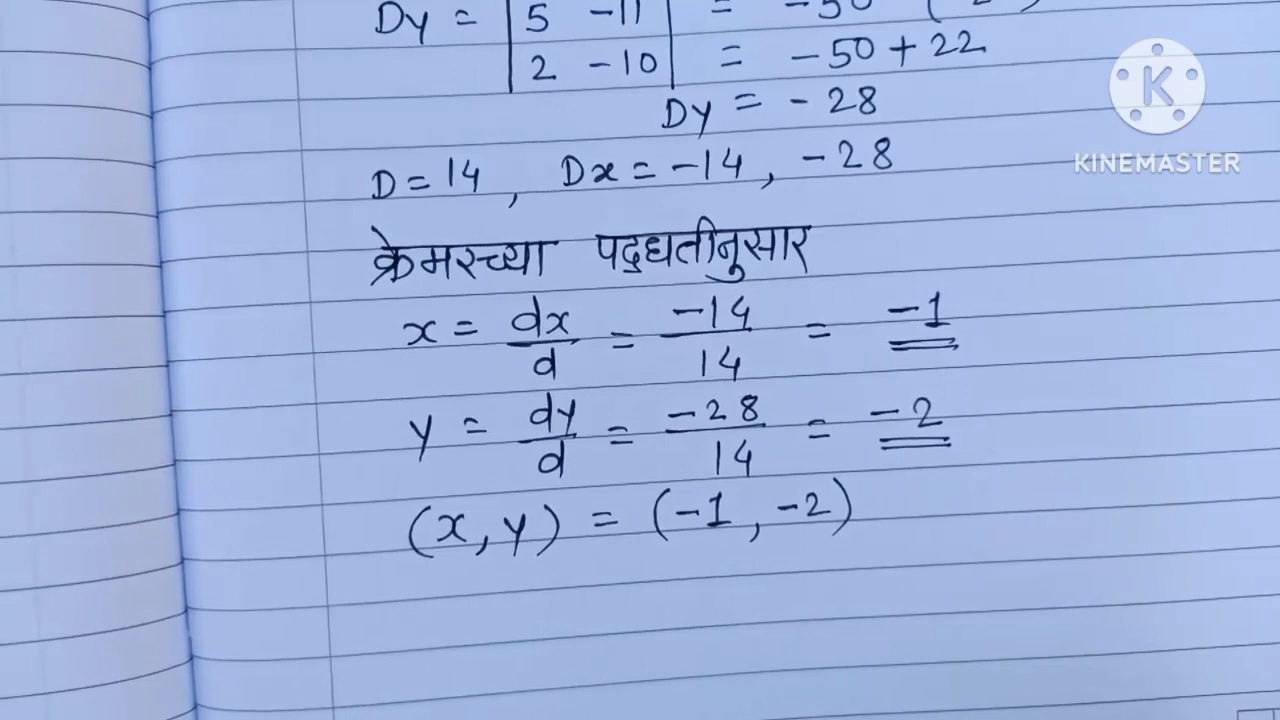 Dy = | 5 -11 | = -50
| 2 -10 | = -50 + 22
Dy = -28
D = 14 , Dx = -14 , -28
क्रेमरच्या पद्धतीनुसार
x = dx/d = -14/14 = -1
y = dy/d = -28/14 = -2
(x, y) = (-1, -2)
K
KINEMASTER